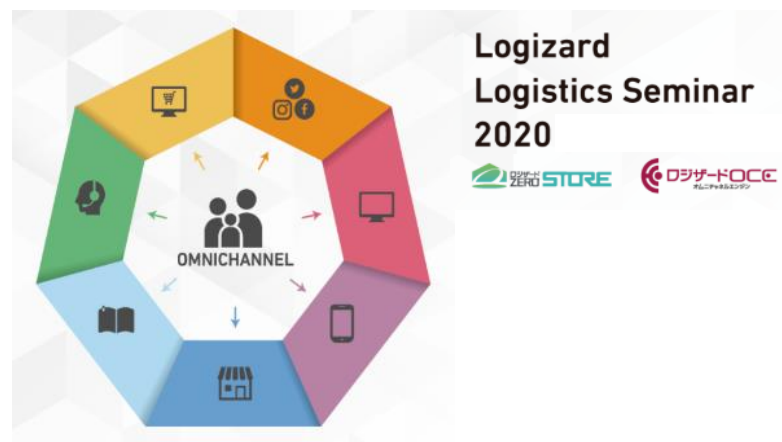 Logizard
Logistics Seminar
2020
ロジザード
ZERO STORE
ロジザードOCE
オムニチャネルエンジン
OMNICHANNEL